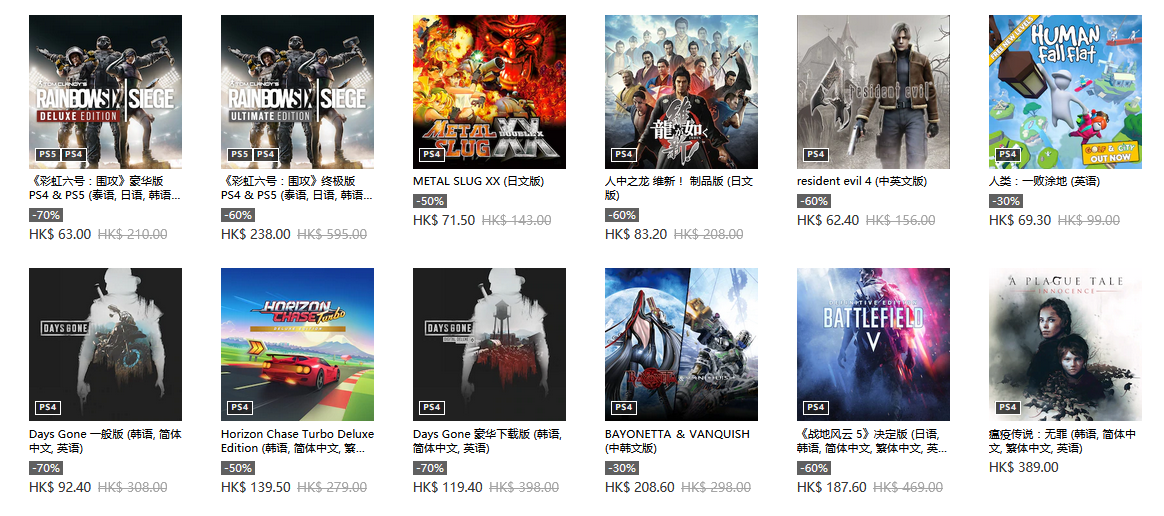 TOM CLANCY'S
RAINBOW SIX | SIEGE
DELUXE EDITION
PS5 PS4
《彩虹六号：围攻》豪华版
PS4 & PS5 (泰语, 日语, 韩语...
-70%
HK$ 63.00 HK$ 210.00
TOM CLANCY'S
RAINBOW SIX | SIEGE
ULTIMATE EDITION
PS5 PS4
《彩虹六号：围攻》终极版
PS4 & PS5 (泰语, 日语, 韩语...
-60%
HK$ 238.00 HK$ 595.00
METAL SLUG XX
DOUBLE X
PS4
METAL SLUG XX (日文版)
-50%
HK$ 71.50 HK$ 143.00
龍が如く
PS4
人中之龙 维新！ 制品版 (日文
版)
-60%
HK$ 83.20 HK$ 208.00
resident evil 4
PS4
resident evil 4 (中英文版)
-60%
HK$ 62.40 HK$ 156.00
FREE NEW LEVELS
HUMAN
fall flat
GOLF & CITY
OUT NOW
PS4
人类：一败涂地 (英语)
-30%
HK$ 69.30 HK$ 99.00
DAYS GONE
PS4
Days Gone 一般版 (韩语, 简体
中文, 英语)
-70%
HK$ 92.40 HK$ 308.00
HORIZON
CHASE Turbo
DELUXE EDITION
PS4
Horizon Chase Turbo Deluxe
Edition (韩语, 简体中文, 繁...
-50%
HK$ 139.50 HK$ 279.00
DAYS GONE
PS4
Days Gone 豪华下载版 (韩语,
简体中文, 英语)
-70%
HK$ 119.40 HK$ 398.00
BAYONETTA & VANQUISH
PS4
BAYONETTA & VANQUISH
(中韩文版)
-30%
HK$ 208.60 HK$ 298.00
DEFINITIVE EDITION
BATTLEFIELD
V
PS4
《战地风云 5》决定版 (日语,
韩语, 简体中文, 繁体中文, 英...
-60%
HK$ 187.60 HK$ 469.00
A PLAGUE TALE
INNOCENCE
PS4
瘟疫传说：无罪 (韩语, 简体中
文, 繁体中文, 英语)
HK$ 389.00